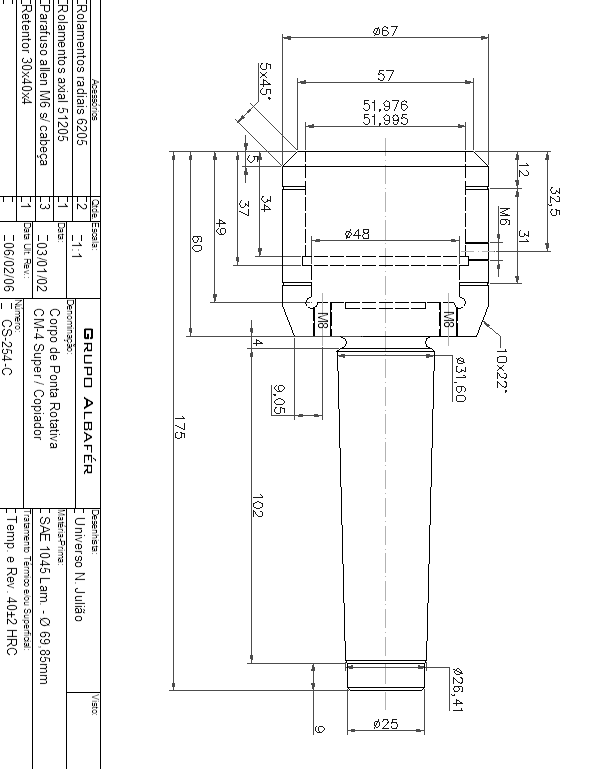 ø67
57
51,976
51,995
5x45°
5
12
32,5
31
M6
34
37
49
60
ø48
M8
M8
10x22°
4
ø31,60
9,05
175
102
ø26,41
9
ø25
Acessórios
Qtde
Rolamentos radiais 6205
2
Rolamentos axial 51205
1
Parafuso allen M6 s/ cabeça
3
Retentor 30x40x4
1
Escala:
1:1
Data:
03/01/02
Data Ult. Rev.:
06/02/06
GRUPO ALBAFÉR
Denominação:
Corpo de Ponta Rotativa
CM-4 Super / Copiador
Número:
CS-254-C
Desenhista:
Universo N. Julião
Visto:
Matéria-Prima:
SAE 1045 Lam. - Ø 69,85mm
Tratamento Térmico e/ou Superficial:
Temp. e Rev. 40±2 HRC